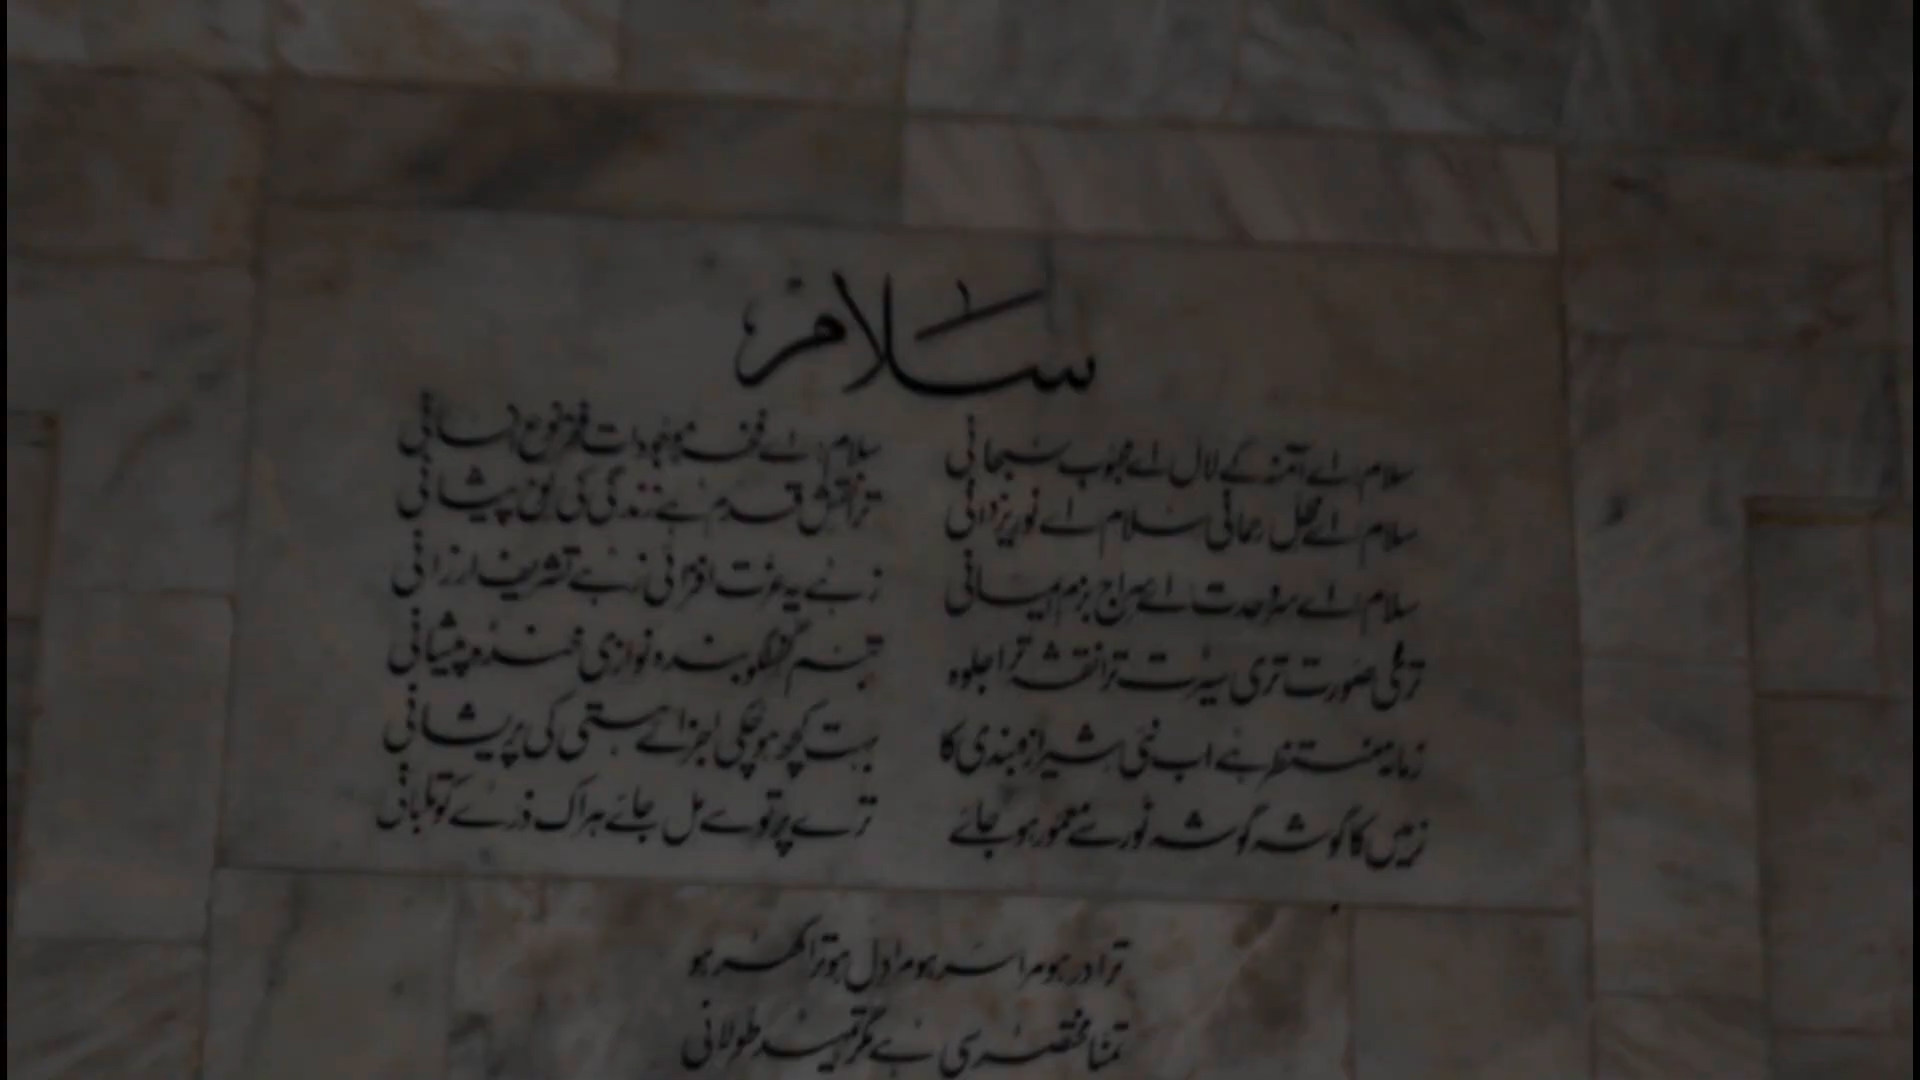 سلام
سلام اے آمنہ کے لال اے محبوب سبحانی
سلام اے فخر موجودات فخر نوع انسانی
سلام اے ظل رحمانی سلام اے نور یزدانی
ترا نقش قدم ہے زندگی کی لوح پیشانی
سلام اے سر وحدت اے سراج بزم ایمانی
زہے یہ عزت افزائی زہے تشریف ارزانی
تری صورت تری سیرت ترا نقشہ ترا جلوہ
تبسم گفتگو بندہ نوازی خندہ پیشانی
زمانہ منتظر ہے اب نئی شیرازہ بندی کا
بہت کچھ ہو چکی اجزائے ہستی کی پریشانی
زمیں کا گوشہ گوشہ نور سے معمور ہو جائے
ترے پرتو سے مل جائے ہر اک ذرے کو تابانی
ترا در ہو مرا سر ہو مرا دل ہو ترا گھر ہو
تمنا مختصر سی ہے مگر تمہید طولانی